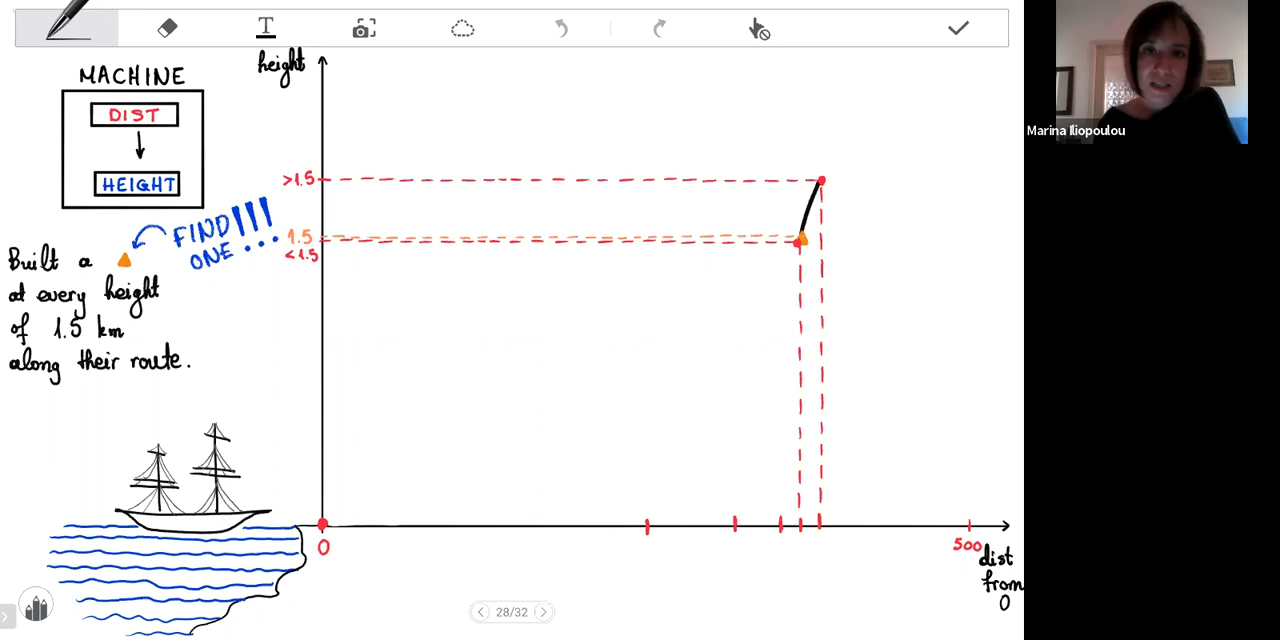 T
MACHINE
DIST
HEIGHT
FIND!!!
ONE...
Built a
at every height
of 1.5 km
along their route.
height
>1.5
1.5
<1.5
0
500
dist
from
0
28/32
Marina Iliopoulou